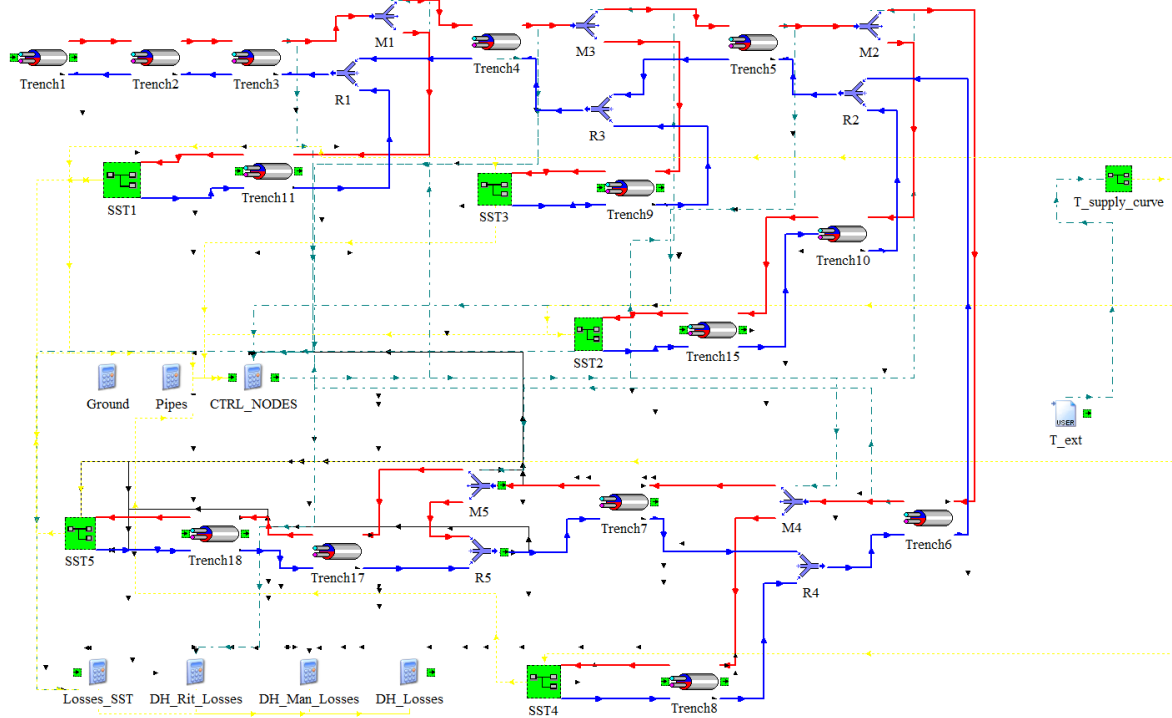 M1
M3
M2
Trench1
Trench2
Trench3
Trench4
Trench5
R1
R3
R2
SST1
Trench11
SST3
Trench9
T_supply_curve
Trench10
SST2
Trench15
Ground
Pipes
CTRL_NODES
USER
T_ext
M5
Trench7
M4
SST5
Trench18
Trench17
R5
Trench6
R4
Losses_SST
DH_Rit_Losses
DH_Man_Losses
DH_Losses
SST4
Trench8